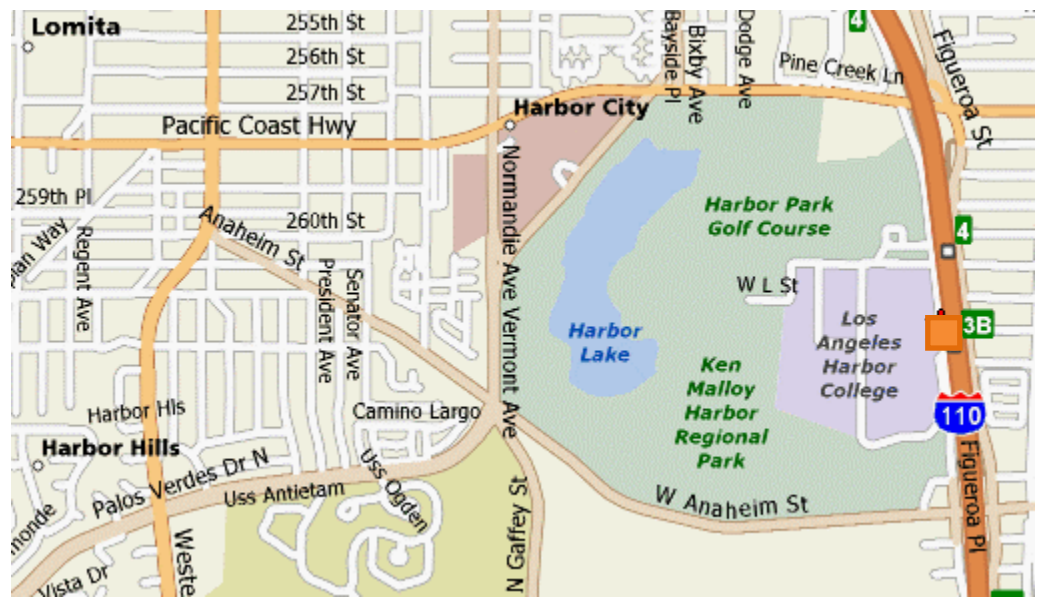 Lomita
255th St
256th St
257th St
Pacific Coast Hwy
Harbor City
Bayside Pl
Bixby Ave
Dodge Ave
Pine Creek Ln
4
Figueroa St
259th Pl
Way
Regent Ave
Anaheim St
260th St
President Ave
Senator Ave
Normandie Ave
Vermont Ave
Harbor Park
Golf Course
4
W L St
Harbor
Lake
Los
Angeles
Harbor
College
3B
Ken
Malloy
Harbor
Regional
Park
110
Camino Largo
Harbor Hls
Harbor Hills
Palos Verdes Dr N
Uss Antietam
Uss Ogden
N Gaffey St
W Anaheim St
Figueroa Pl
monde
Vista Dr
Weste